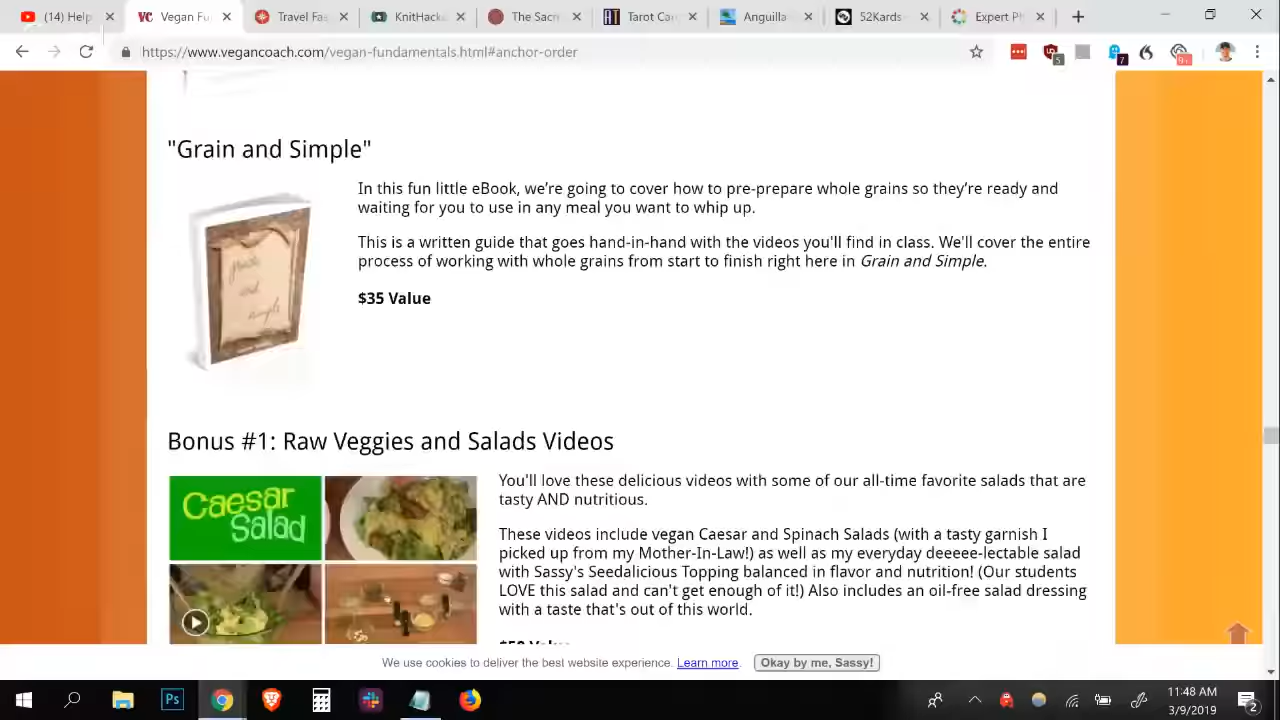 (14) Help
Vegan Fu
Travel Fas
KnitHack
The Sacr
Tarot Car
Anguilla
52Kards
Expert Ph
https://www.vegancoach.com/vegan-fundamentals.html#anchor-order
5
7
9+
"Grain and Simple"
In this fun little eBook, we're going to cover how to pre-prepare whole grains so they're ready and
waiting for you to use in any meal you want to whip up.
This is a written guide that goes hand-in-hand with the videos you'll find in class. We'll cover the entire
process of working with whole grains from start to finish right here in Grain and Simple.
$35 Value
Bonus #1: Raw Veggies and Salads Videos
Caesar
Salad
You'll love these delicious videos with some of our all-time favorite salads that are
tasty AND nutritious.
These videos include vegan Caesar and Spinach Salads (with a tasty garnish I
picked up from my Mother-In-Law!) as well as my everyday deeeee-lectable salad
with Sassy's Seedalicious Topping balanced in flavor and nutrition! (Our students
LOVE this salad and can't get enough of it!) Also includes an oil-free salad dressing
with a taste that's out of this world.
We use cookies to deliver the best website experience. Learn more. Okay by me, Sassy!
Ps
11:48 AM
3/9/2019
2